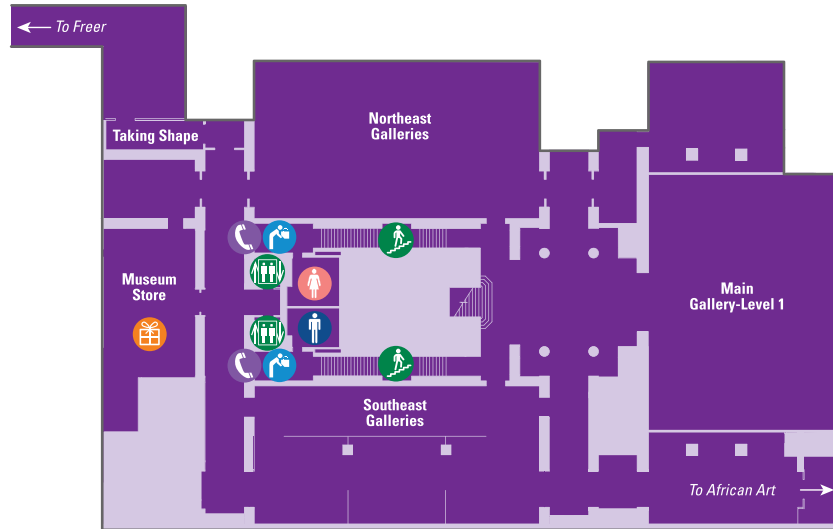 To Freer
Taking Shape
Northeast
Galleries
Museum
Store
Main
Gallery-Level 1
Southeast
Galleries
To African Art